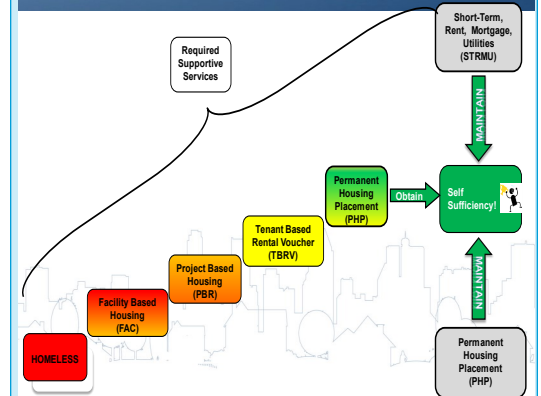 Short-Term,
Rent, Mortgage,
Utilities
(STRMU)
Required
Supportive
Services
MAINTAIN
Permanent
Housing
Placement
(PHP)
Obtain
Self
Sufficiency!
Tenant Based
Rental Voucher
(TBRV)
Project Based
Housing
(PBR)
Facility Based
Housing
(FAC)
MAINTAIN
HOMELESS
Permanent
Housing
Placement
(PHP)